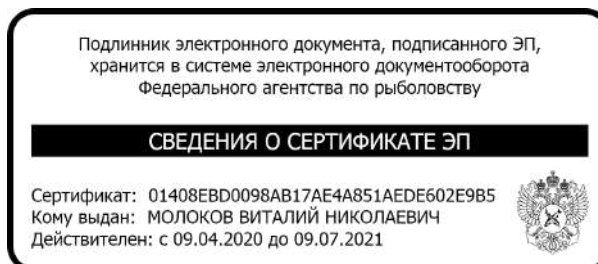 Подлинник электронного документа, подписанного ЭП,
хранится в системе электронного документооборота
Федерального агентства по рыболовству
СВЕДЕНИЯ О СЕРТИФИКАТЕ ЭП
Сертификат: 01408EBD0098AB17AE4A851AEDE602E9B5
Кому выдан: МОЛОКОВ ВИТАЛИЙ НИКОЛАЕВИЧ
Действителен: с 09.04.2020 до 09.07.2021